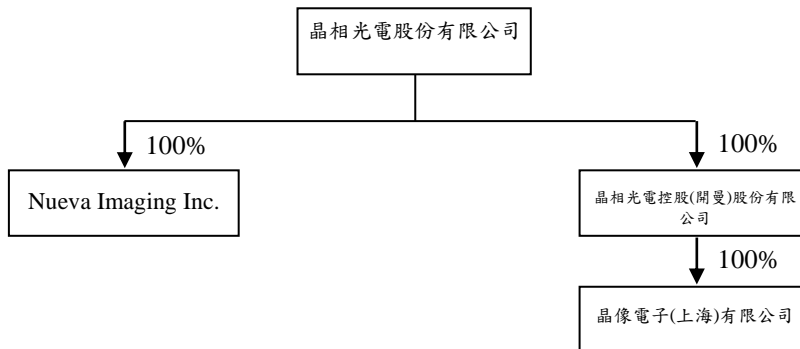 晶相光電股份有限公司
100%
100%
Nueva Imaging Inc.
晶相光電控股(開曼)股份有限
公司
100%
晶像電子(上海)有限公司